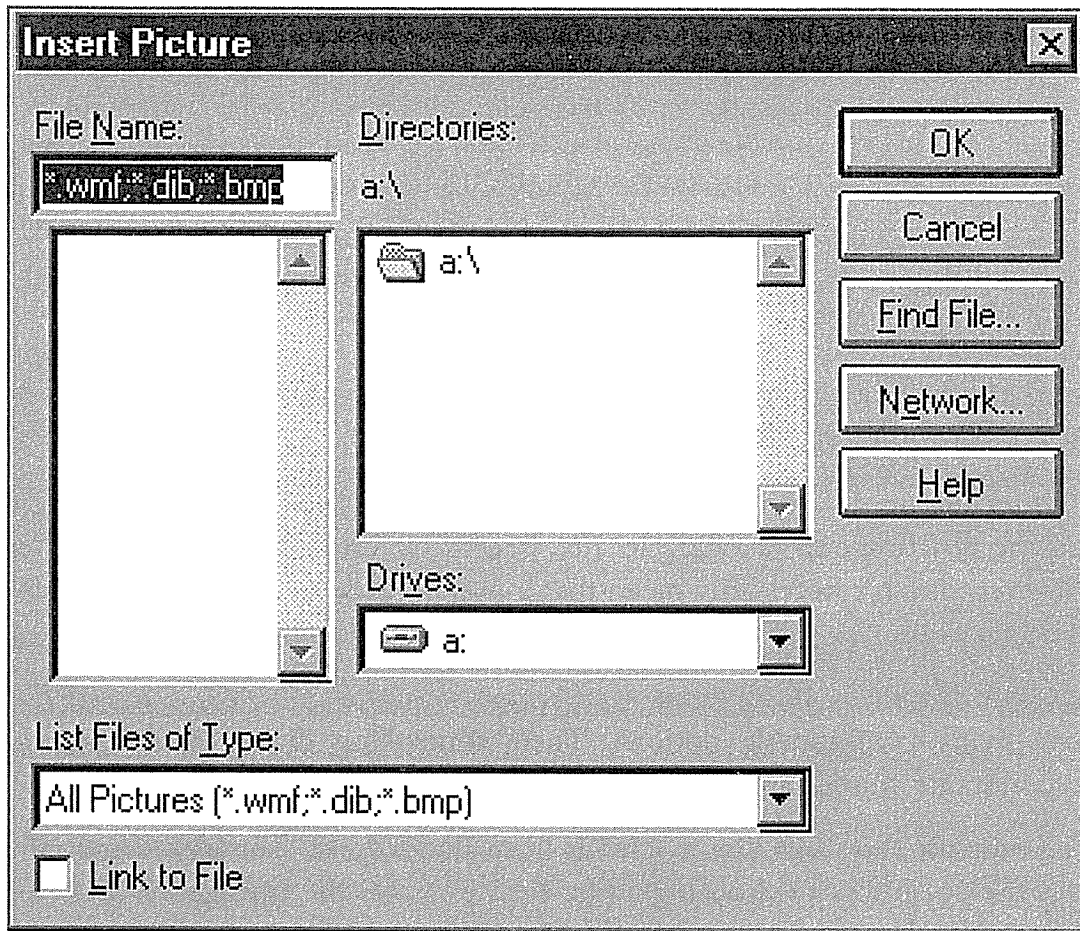 Insert Picture
File Name:
*.wmf;*.dib;*.bmp
Directories:
a:\
a:\
Drives:
a:
List Files of Type:
All Pictures (*.wmf;*.dib;*.bmp)
Link to File
OK
Cancel
Find File...
Network...
Help